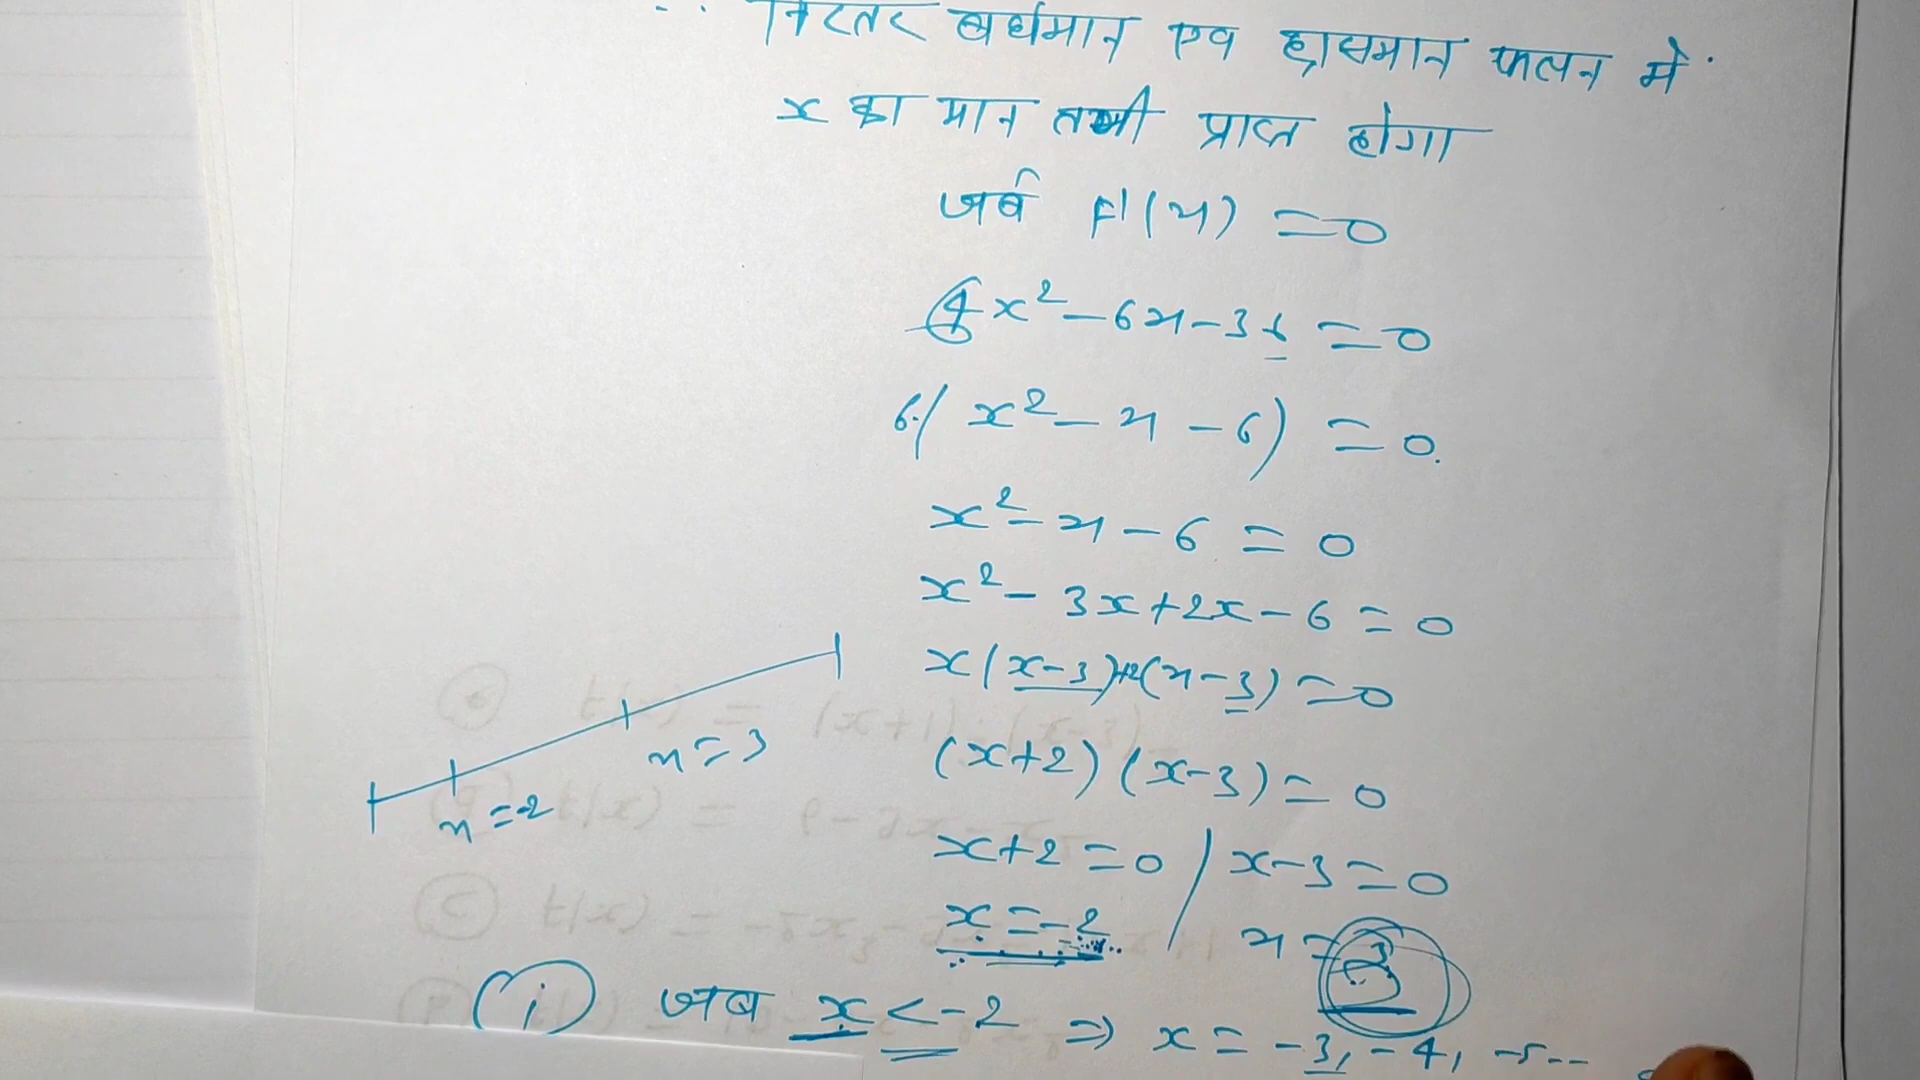 ∴ निरंतर बर्धमान एव ह्रासमान फलन में
x का मान तभी प्राप्त होगा
जब F'(x) = 0
6x² - 6x - 36 = 0
6(x² - x - 6) = 0
x² - x - 6 = 0
x² - 3x + 2x - 6 = 0
x(x-3)+2(x-3) = 0
(x+2)(x-3) = 0
x+2 = 0 / x-3 = 0
x = -2 x = 3
x = -2 x = 3
(i) जब x < -2 ⇒ x = -3, -4, -5--